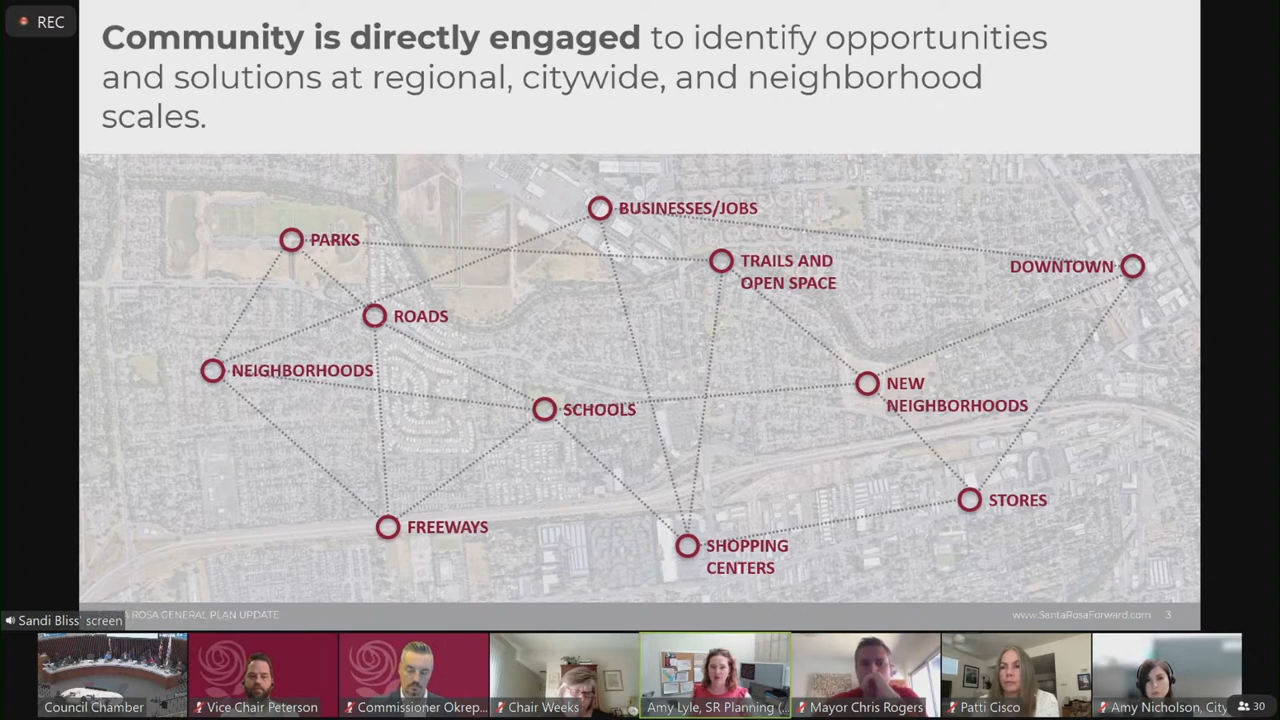 REC
Community is directly engaged to identify opportunities
and solutions at regional, citywide, and neighborhood
scales.
BUSINESSES/JOBS
PARKS
TRAILS AND
OPEN SPACE
DOWNTOWN
ROADS
NEIGHBORHOODS
NEW
NEIGHBORHOODS
SCHOOLS
STORES
FREEWAYS
SHOPPING
CENTERS
ROSA GENERAL PLAN UPDATE
www.SantaRosaForward.com 3
Sandi Bliss' screen
Council Chamber
Vice Chair Peterson
Commissioner Okrep...
Chair Weeks
Amy Lyle, SR Planning (...
Mayor Chris Rogers
Patti Cisco
Amy Nicholson, City
30